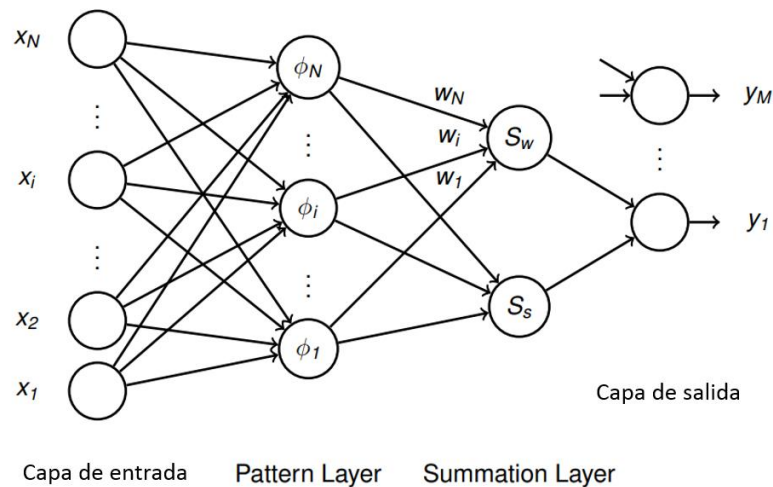 x_N
ϕ_N
w_N
y_M
⋮
⋮
w_i
S_w
x_i
w_1
⋮
ϕ_i
y_1
⋮
⋮
x_2
S_s
ϕ_1
x_1
Capa de salida
Capa de entrada Pattern Layer Summation Layer